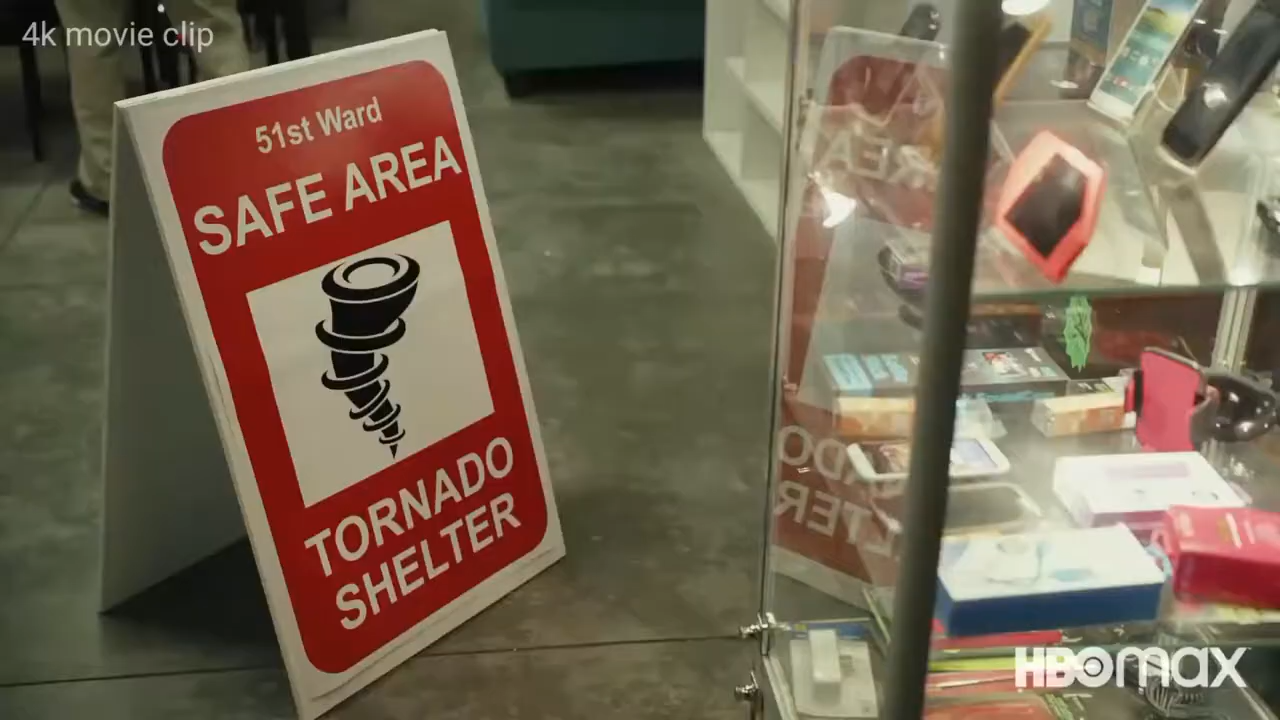 4k movie clip
51st Ward
SAFE AREA
TORNADO
SHELTER
HBOMAX